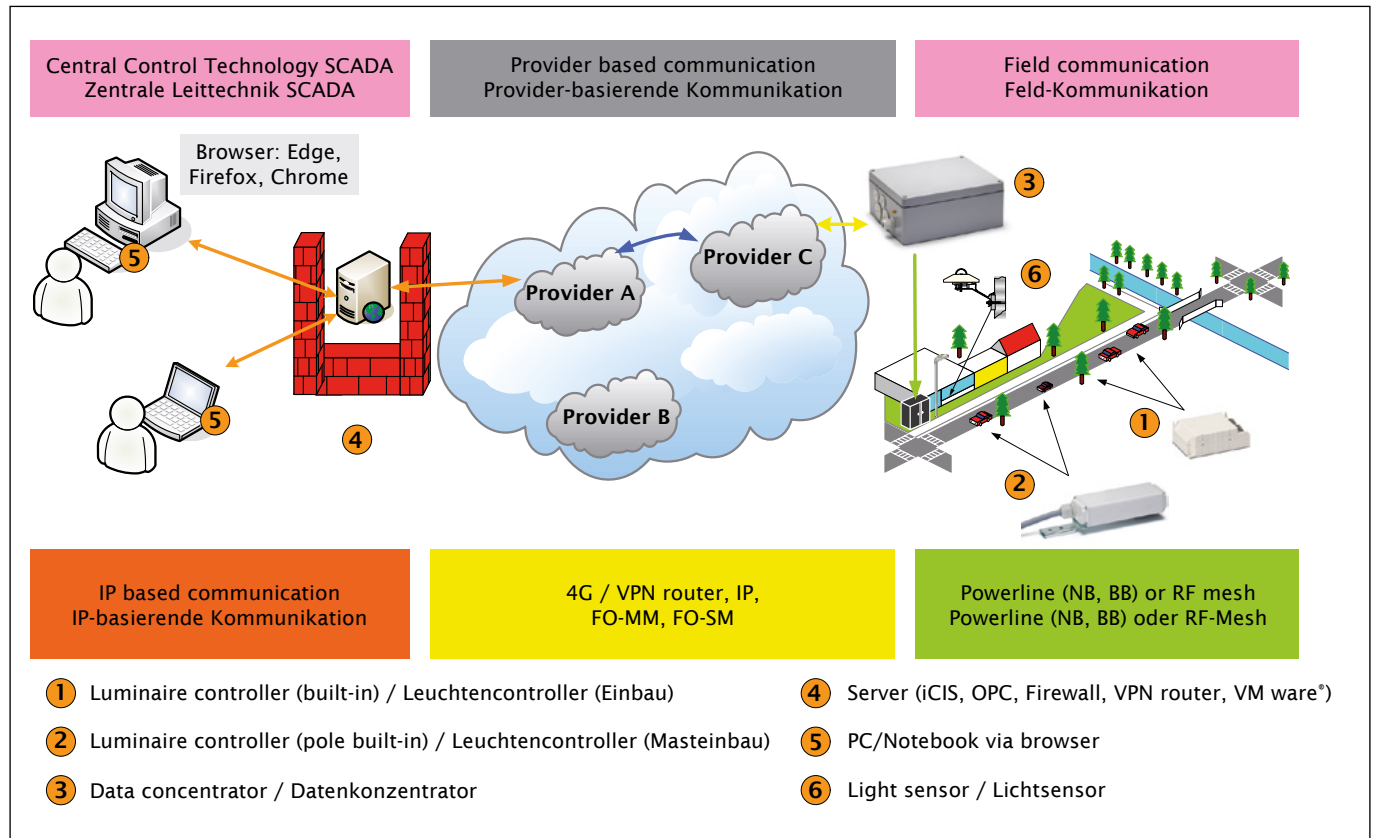 Central Control Technology SCADA
Zentrale Leittechnik SCADA
Provider based communication
Provider-basierende Kommunikation
Field communication
Feld-Kommunikation
Browser: Edge,
Firefox, Chrome
3
5
Provider C
6
Provider A
1
5
4
Provider B
2
IP based communication
IP-basierende Kommunikation
4G / VPN router, IP,
FO-MM, FO-SM
Powerline (NB, BB) or RF mesh
Powerline (NB, BB) oder RF-Mesh
1 Luminaire controller (built-in) / Leuchtencontroller (Einbau)
2 Luminaire controller (pole built-in) / Leuchtencontroller (Masteinbau)
3 Data concentrator / Datenkonzentrator
4 Server (iCIS, OPC, Firewall, VPN router, VM ware®)
5 PC/Notebook via browser
6 Light sensor / Lichtsensor